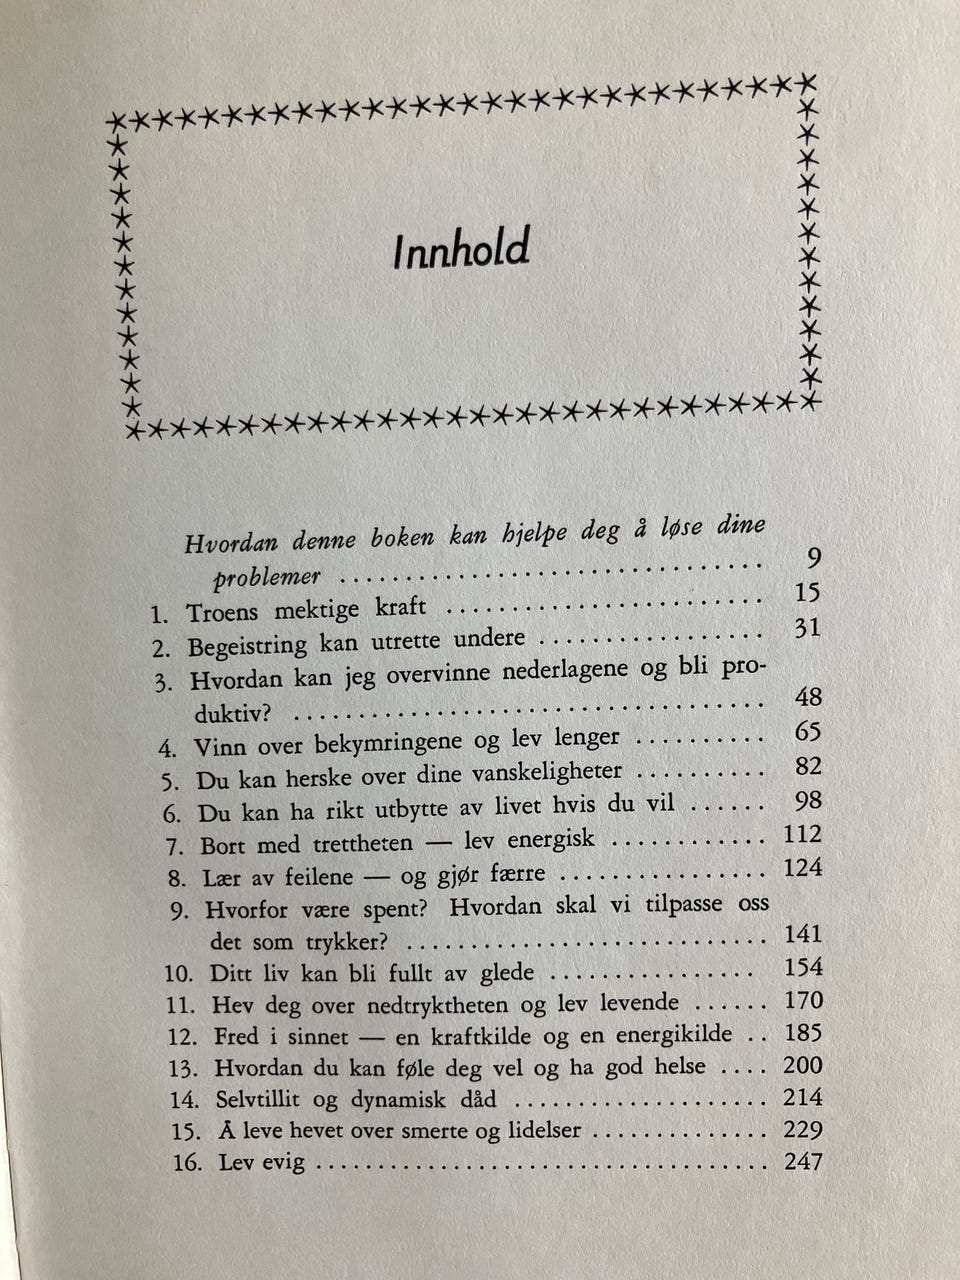 Innhold
Hvordan denne boken kan hjelpe deg å løse dine
problemer .................................. 9
1. Troens mektige kraft ......................... 15
2. Begeistring kan utrette undere .................. 31
3. Hvordan kan jeg overvinne nederlagene og bli pro-
duktiv? ..................................... 48
4. Vinn over bekymringene og lev lenger .......... 65
5. Du kan herske over dine vanskeligheter .......... 82
6. Du kan ha rikt utbytte av livet hvis du vil ...... 98
7. Bort med trettheten — lev energisk ............ 112
8. Lær av feilene — og gjør færre ................ 124
9. Hvorfor være spent? Hvordan skal vi tilpasse oss
det som trykker? ............................ 141
10. Ditt liv kan bli fullt av glede ................ 154
11. Hev deg over nedtryktheten og lev levende ...... 170
12. Fred i sinnet — en kraftkilde og en energikilde .. 185
13. Hvordan du kan føle deg vel og ha god helse .... 200
14. Selvtillit og dynamisk dåd .................... 214
15. Å leve hevet over smerte og lidelser .............. 229
16. Lev evig ..................................... 247